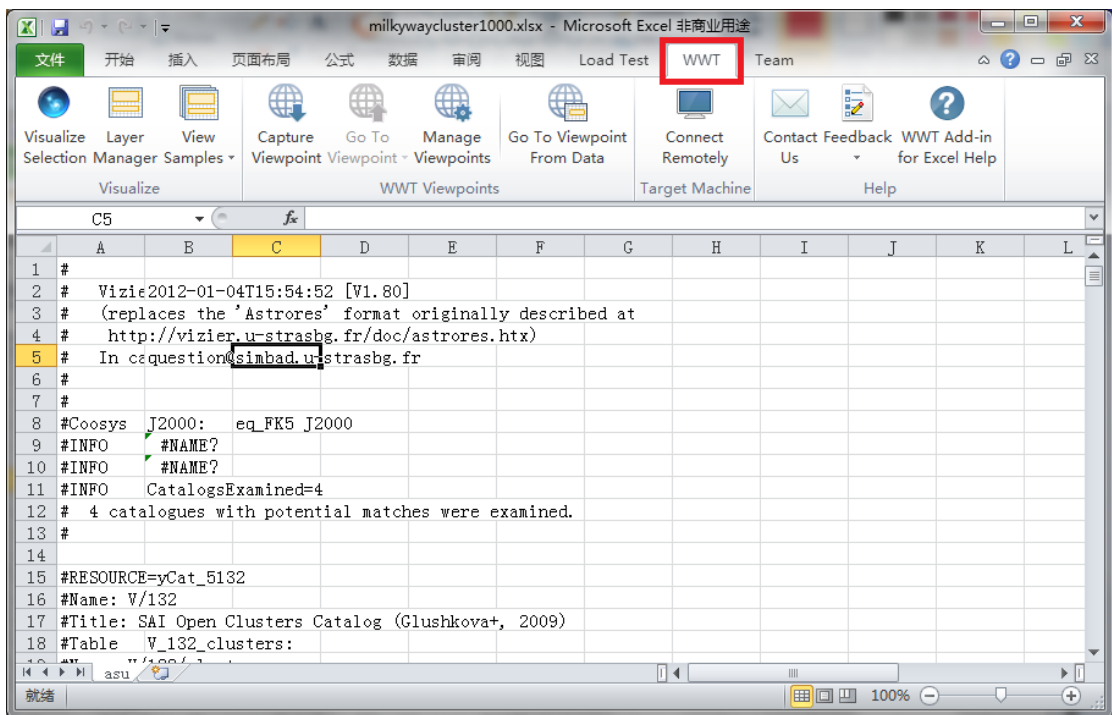 milkywaycluster1000.xlsx - Microsoft Excel 非商业用途
文件 开始 插入 页面布局 公式 数据 审阅 视图 Load Test WWT Team
Visualize Selection Layer Manager View Samples Capture Viewpoint Go To Viewpoint Manage Viewpoints Go To Viewpoint From Data Connect Remotely Contact Us Feedback WWT Add-in for Excel Help
Visualize WWT Viewpoints Target Machine Help
C5 fx
A B C D E F G H I J K L
1 #
2 # Vizie 2012-01-04T15:54:52 [V1.80]
3 # (replaces the 'Astrores' format originally described at
4 # http://vizier.u-strasbg.fr/doc/astrores.htx)
5 # In ca question@simbad.u-strasbg.fr
6 #
7 #
8 #Coosys J2000: eq_FK5 J2000
9 #INFO #NAME?
10 #INFO #NAME?
11 #INFO CatalogsExamined=4
12 # 4 catalogues with potential matches were examined.
13 #
14
15 #RESOURCE=yCat_5132
16 #Name: V/132
17 #Title: SAI Open Clusters Catalog (Glushkova+, 2009)
18 #Table V_132_clusters:
asu
就绪 100%